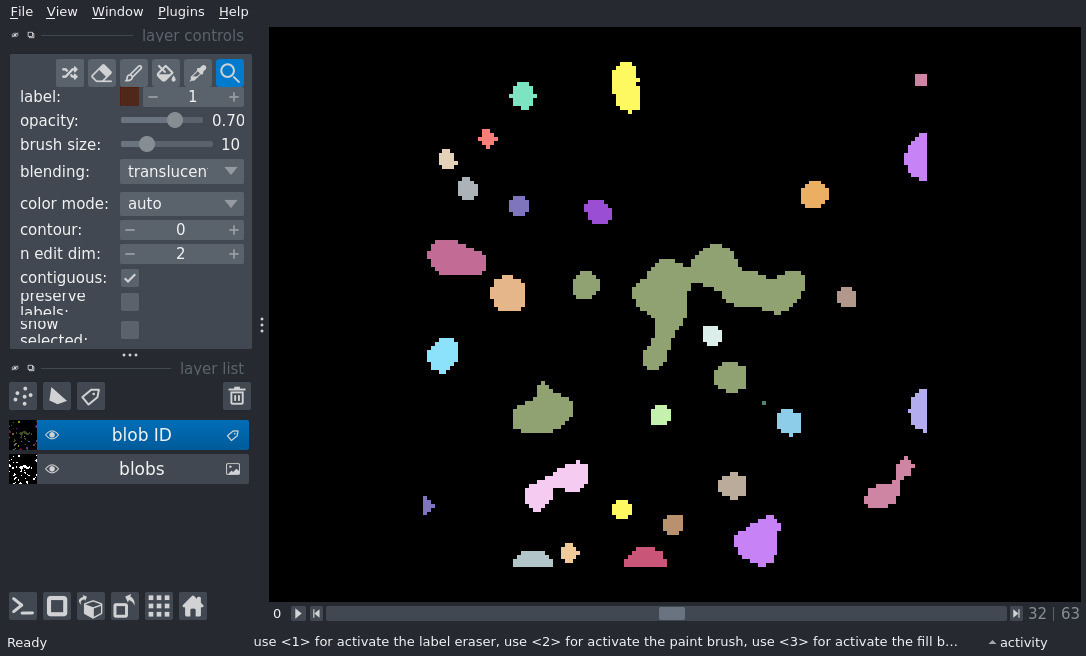 File View Window Plugins Help
layer controls
label: − 1 +
opacity: 0.70
brush size: 10
blending: translucen
color mode: auto
contour: − 0 +
n edit dim: − 2 +
contiguous:
preserve
labels:
show
selected:
layer list
blob ID
blobs
0 32 | 63
Ready use <1> for activate the label eraser, use <2> for activate the paint brush, use <3> for activate the fill b... activity